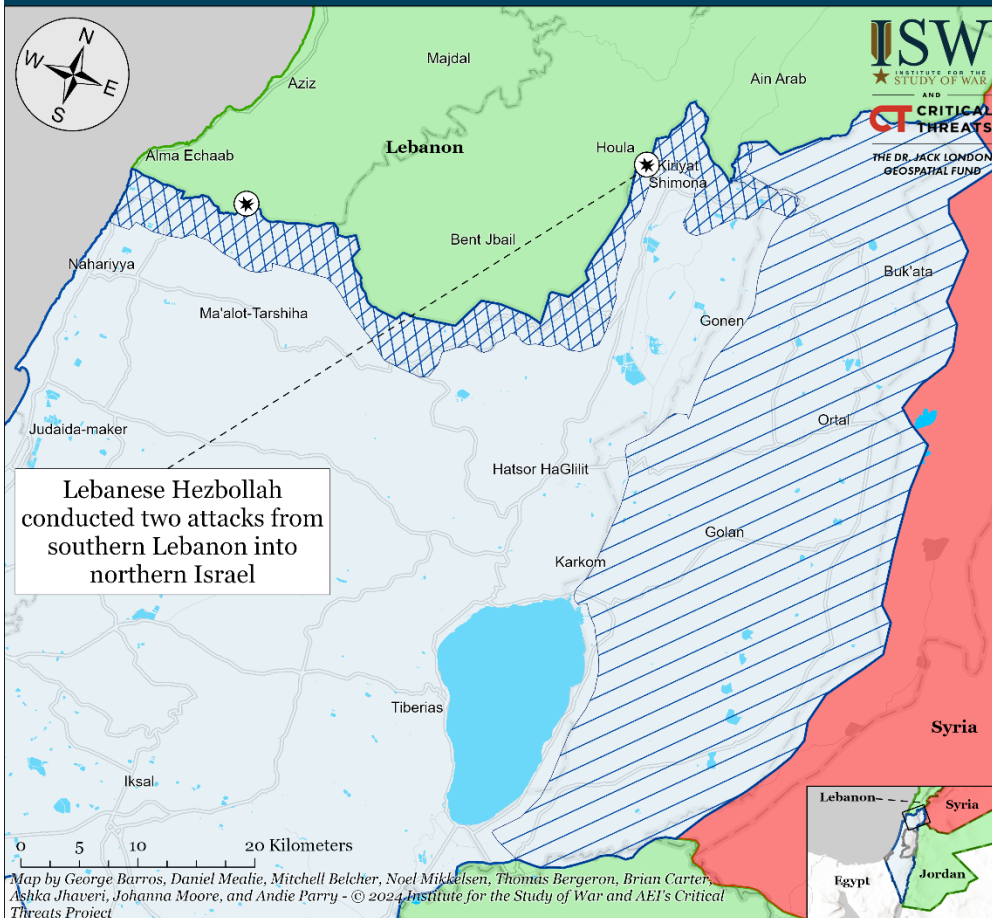 N
W
E
S
ISW
INSTITUTE FOR THE
STUDY OF WAR
AND
CT CRITICAL
THREATS
THE DR. JACK LONDON
GEOSPATIAL FUND
Majdal
Aziz
Ain Arab
Lebanon
Houla
Alma Echaab
Kiriyat
Shimona
Bent Jbail
Nahariyya
Buk'ata
Ma'alot-Tarshiha
Gonen
Judaida-maker
Ortal
Hatsor HaGlilit
Lebanese Hezbollah
conducted two attacks from
southern Lebanon into
northern Israel
Golan
Karkom
Tiberias
Syria
Iksal
0 5 10 20 Kilometers
Lebanon
Syria
Egypt
Jordan
Map by George Barros, Daniel Mealie, Mitchell Belcher, Noel Mikkelsen, Thomas Bergeron, Brian Carter,
Ashka Jhaveri, Johanna Moore, and Andie Parry - © 2024 Institute for the Study of War and AEI's Critical
Threats Project